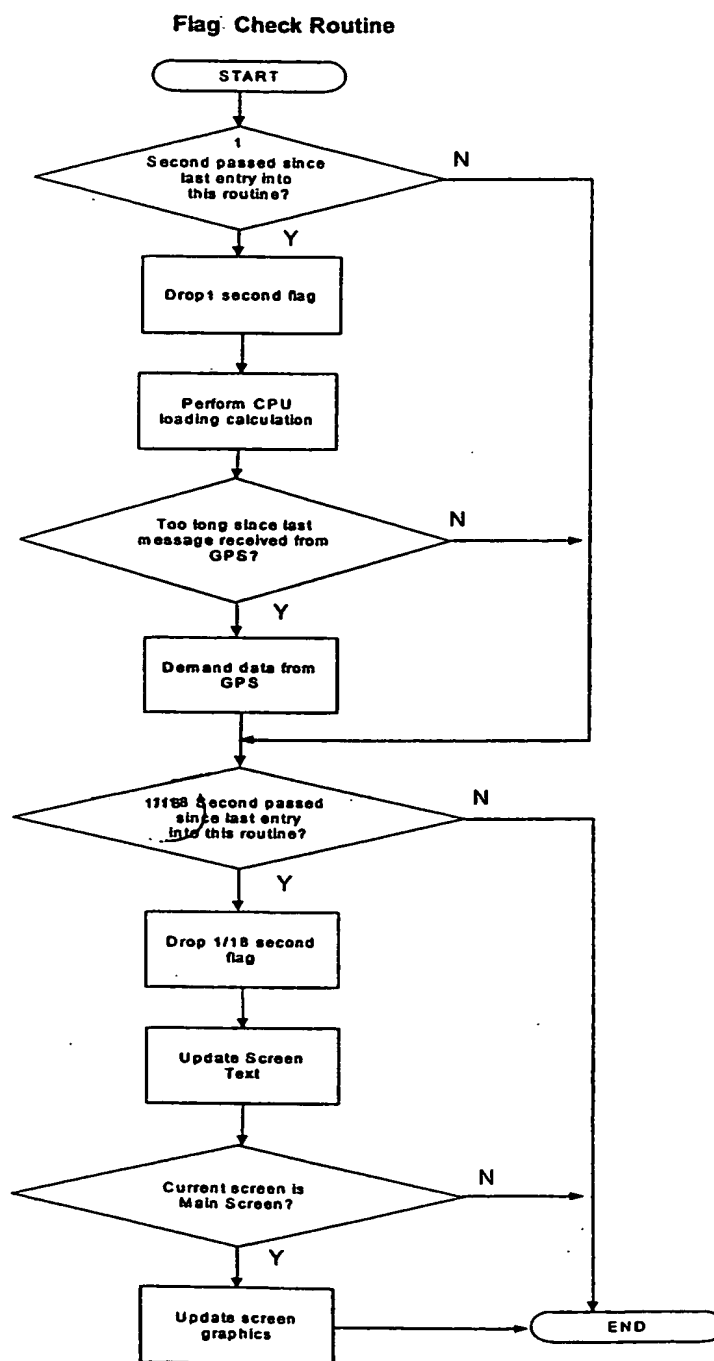 Flag Check Routine
START
1
Second passed since
last entry into
this routine?
N
Y
Drop1 second flag
Perform CPU
loading calculation
Too long since last
message received from
GPS?
N
Y
Demand data from
GPS
Second passed
since last entry
into this routine?
N
Y
Drop 1/18 second
flag
Update Screen
Text
Current screen is
Main Screen?
N
Y
Update screen
graphics
END